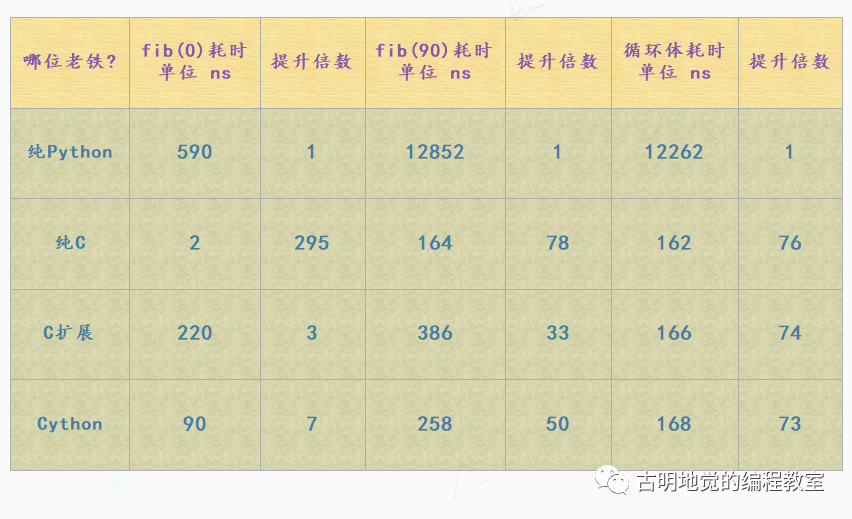 哪位老铁?
fib(0)耗时
单位 ns
提升倍数
fib(90)耗时
单位 ns
提升倍数
循环体耗时
单位 ns
提升倍数
纯Python 590 1 12852 1 12262 1
纯C 2 295 164 78 162 76
C扩展 220 3 386 33 166 74
Cython 90 7 258 50 168 73
古明地觉的编程教室